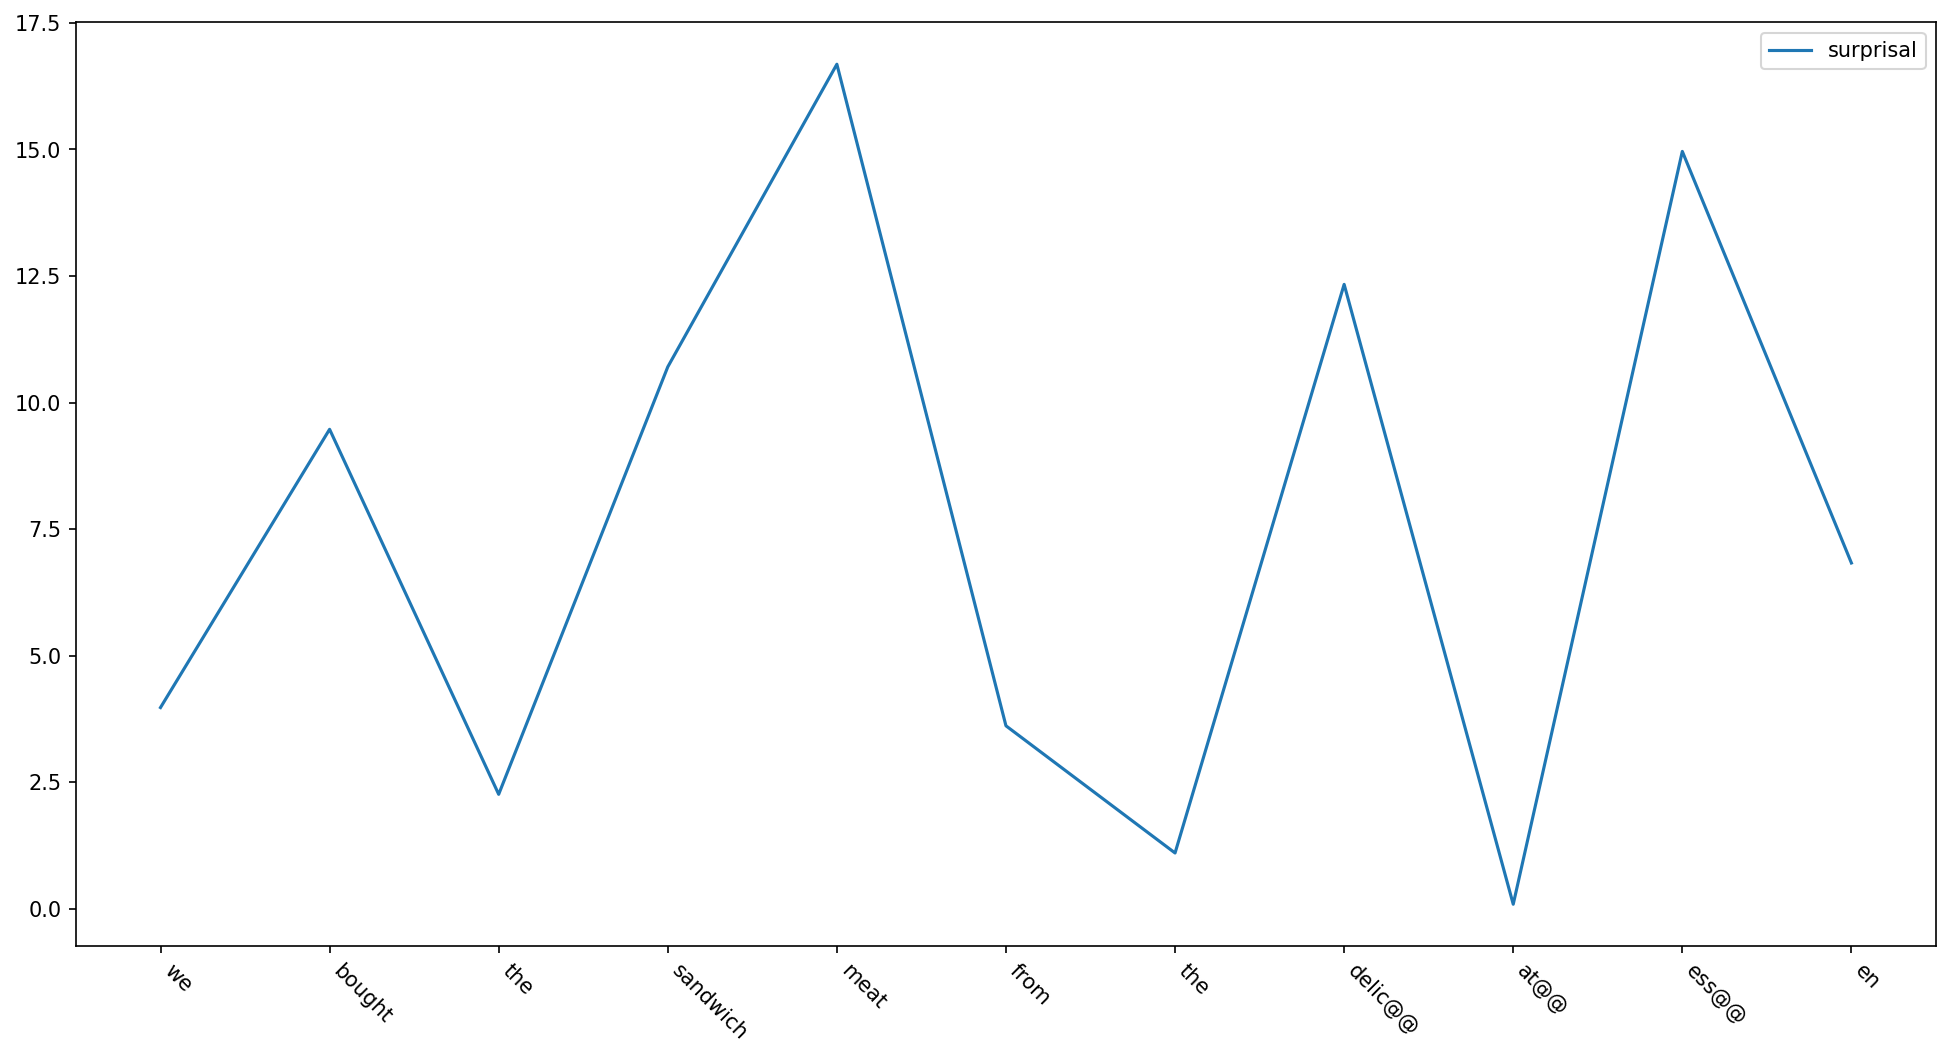 17.5
surprisal
15.0
12.5
10.0
7.5
5.0
2.5
0.0
we
bought
the
sandwich
meat
from
the
delic@@
at@@
ess@@
en